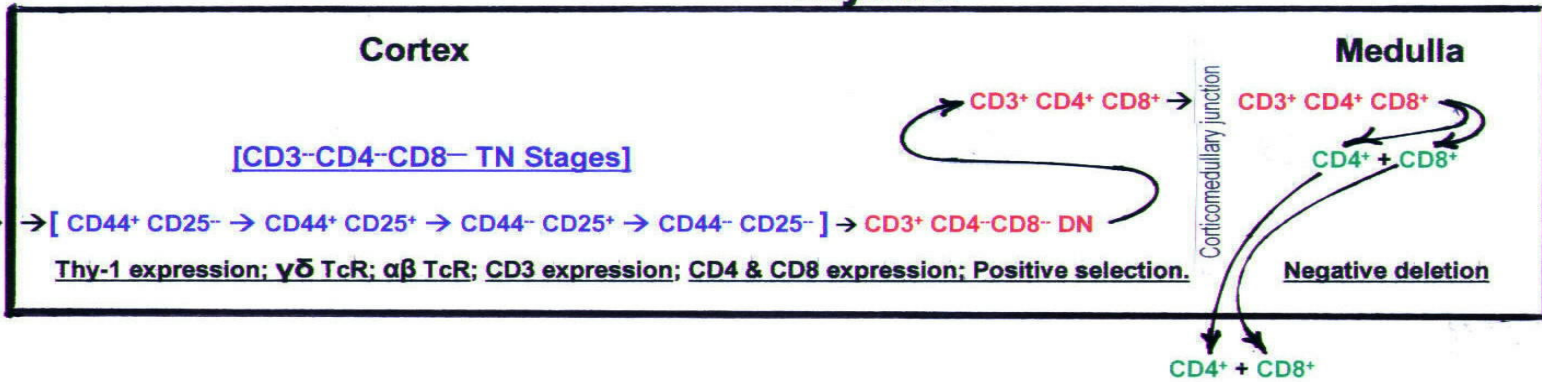 Cortex
Medulla
CD3⁺ CD4⁺ CD8⁺ →
Corticomedullary junction
CD3⁺ CD4⁺ CD8⁺
[CD3--CD4--CD8— TN Stages]
CD4⁺ + CD8⁺
→ [ CD44⁺ CD25-- → CD44⁺ CD25⁺ → CD44-- CD25⁺ → CD44-- CD25-- ] → CD3⁺ CD4--CD8-- DN
Thy-1 expression; γδ TcR; αβ TcR; CD3 expression; CD4 & CD8 expression; Positive selection.
Negative deletion
CD4⁺ + CD8⁺